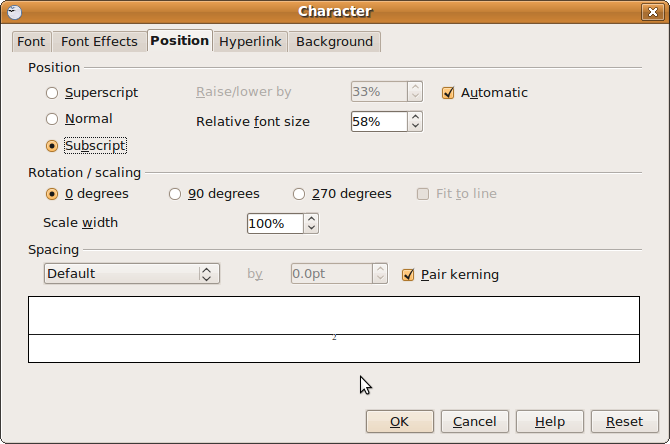 Character
Font Font Effects Position Hyperlink Background
Position
Superscript Raise/lower by 33% Automatic
Normal Relative font size 58%
Subscript
Rotation / scaling
0 degrees 90 degrees 270 degrees Fit to line
Scale width 100%
Spacing
Default by 0.0pt Pair kerning
2
OK Cancel Help Reset